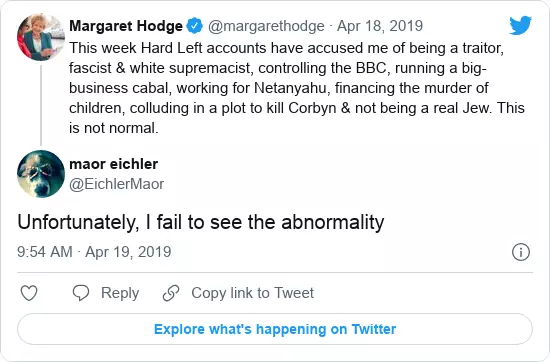 Margaret Hodge @margarethodge · Apr 18, 2019
This week Hard Left accounts have accused me of being a traitor,
fascist & white supremacist, controlling the BBC, running a big-
business cabal, working for Netanyahu, financing the murder of
children, colluding in a plot to kill Corbyn & not being a real Jew. This
is not normal.
maor eichler
@EichlerMaor
Unfortunately, I fail to see the abnormality
9:54 AM · Apr 19, 2019
Reply Copy link to Tweet
Explore what's happening on Twitter